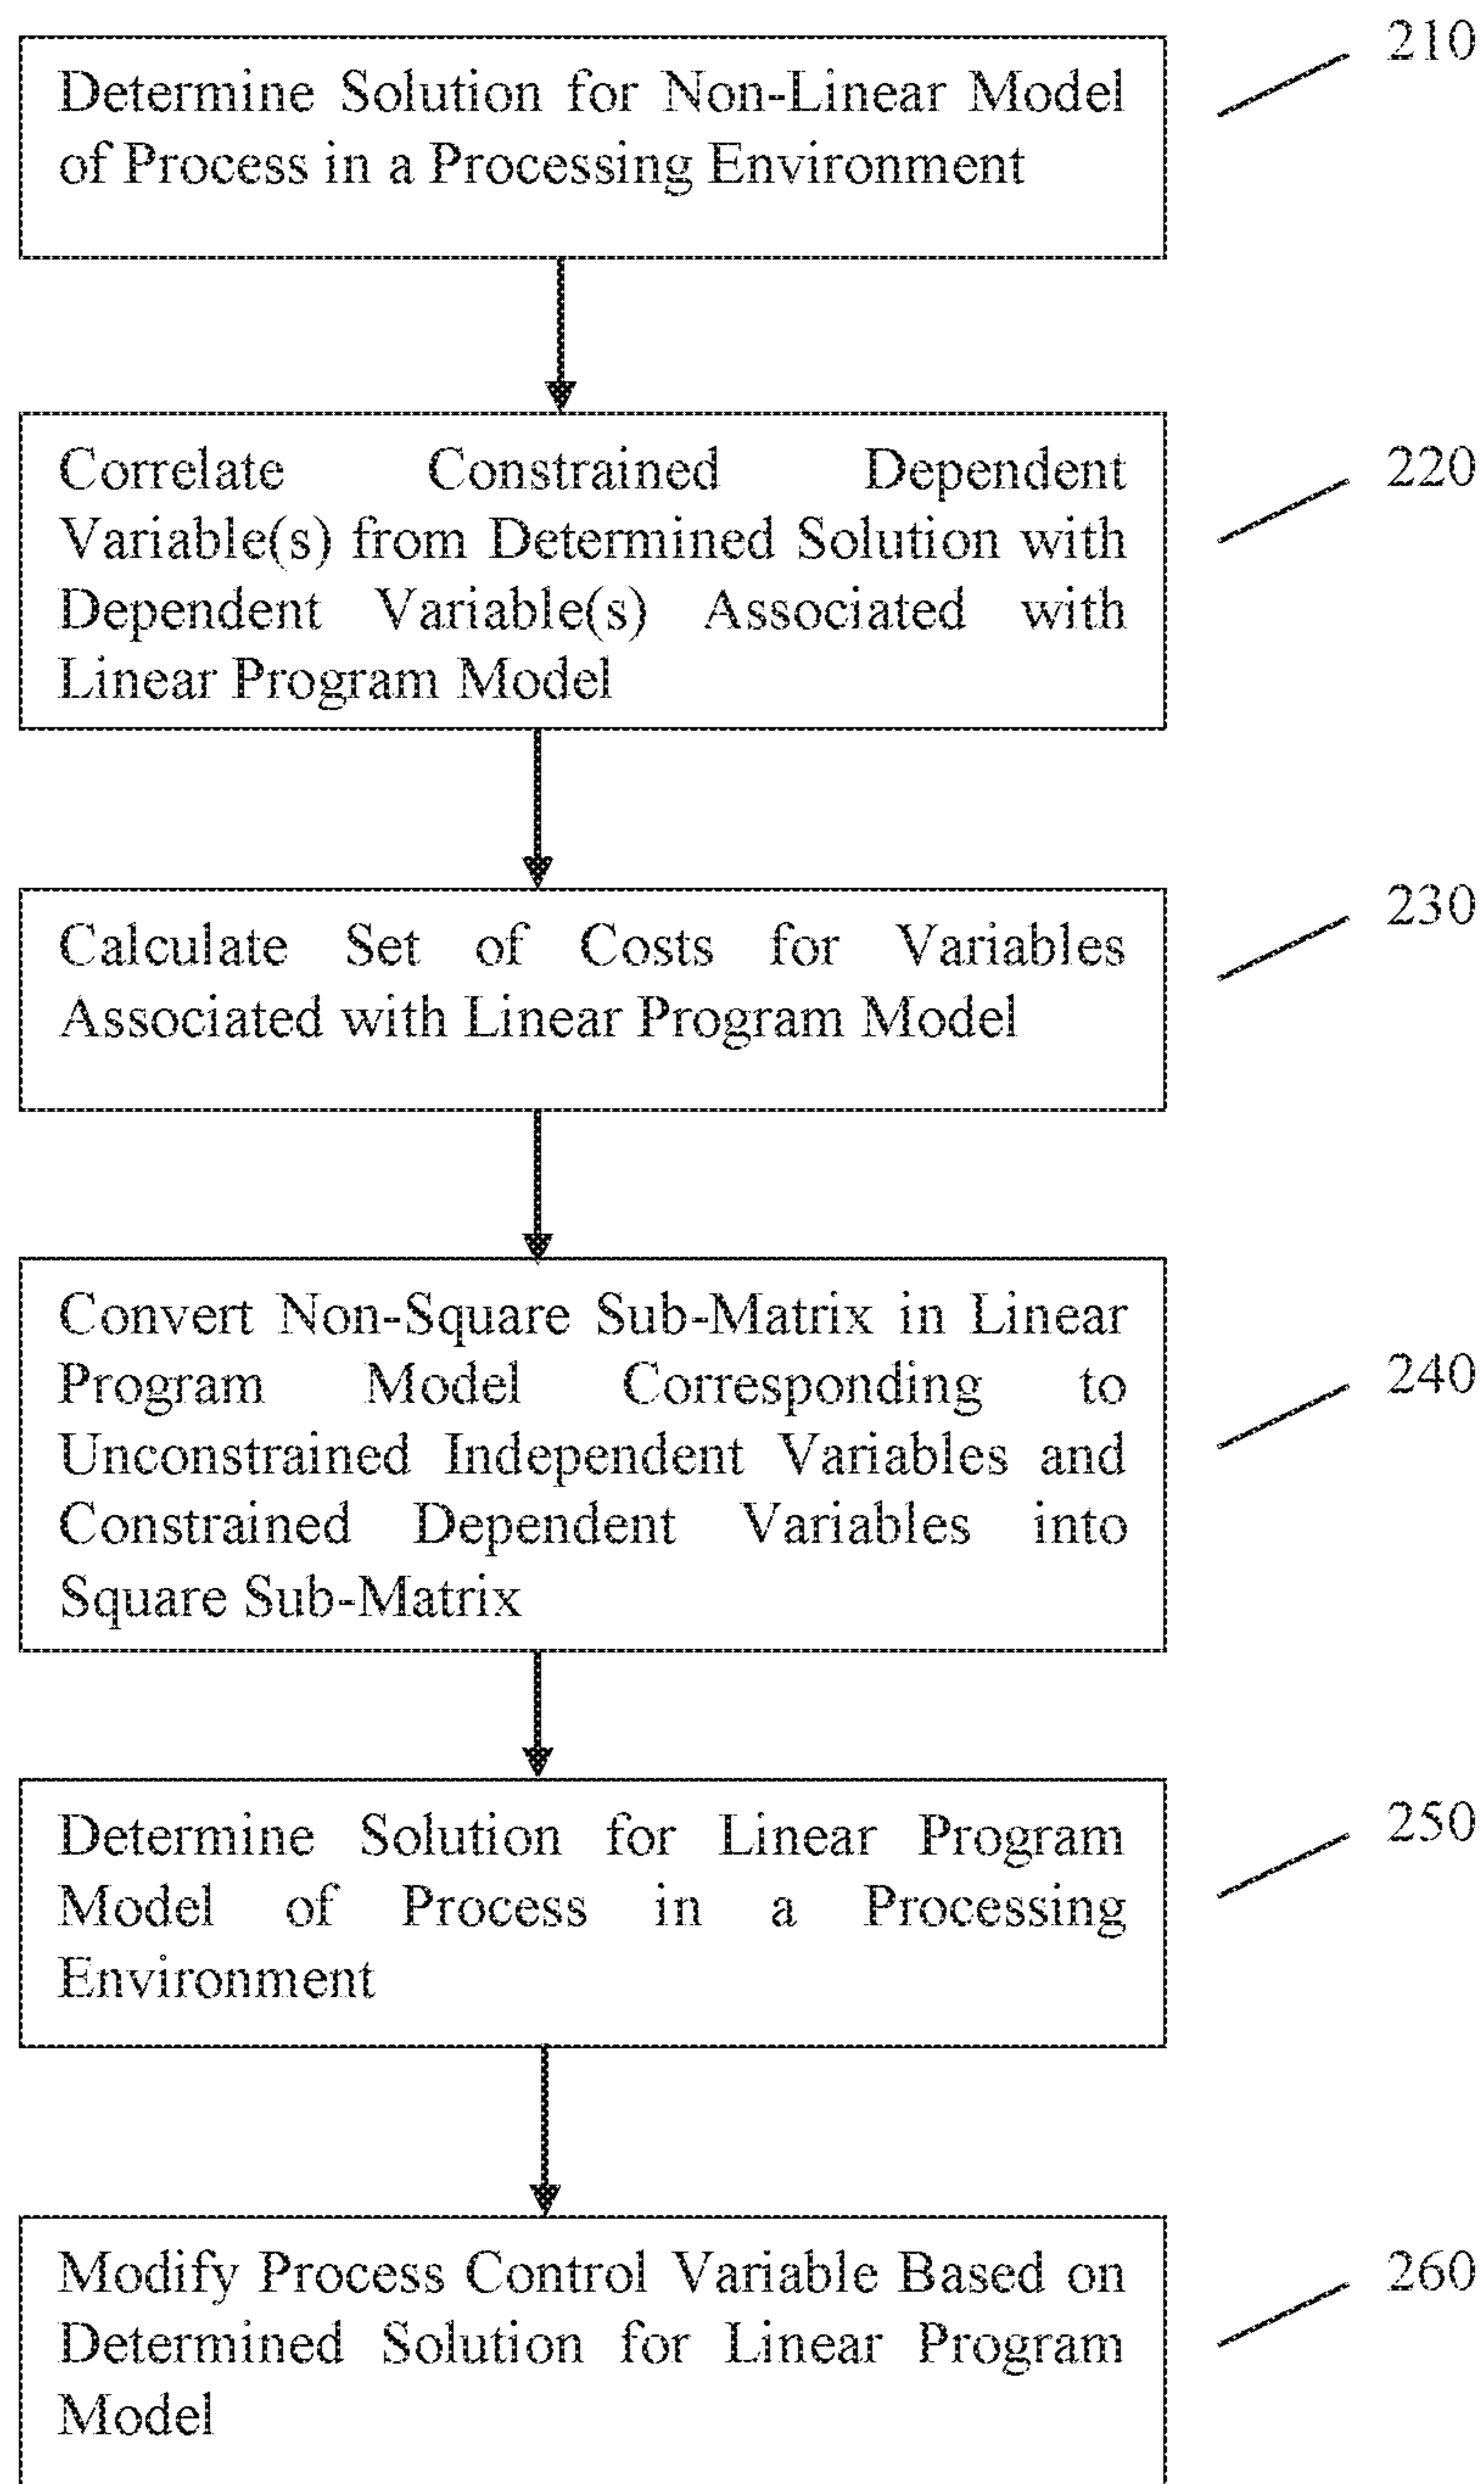 210
Determine Solution for Non-Linear Model
of Process in a Processing Environment
220
Correlate Constrained Dependent
Variable(s) from Determined Solution with
Dependent Variable(s) Associated with
Linear Program Model
230
Calculate Set of Costs for Variables
Associated with Linear Program Model
240
Convert Non-Square Sub-Matrix in Linear
Program Model Corresponding to
Unconstrained Independent Variables and
Constrained Dependent Variables into
Square Sub-Matrix
250
Determine Solution for Linear Program
Model of Process in a Processing
Environment
260
Modify Process Control Variable Based on
Determined Solution for Linear Program
Model